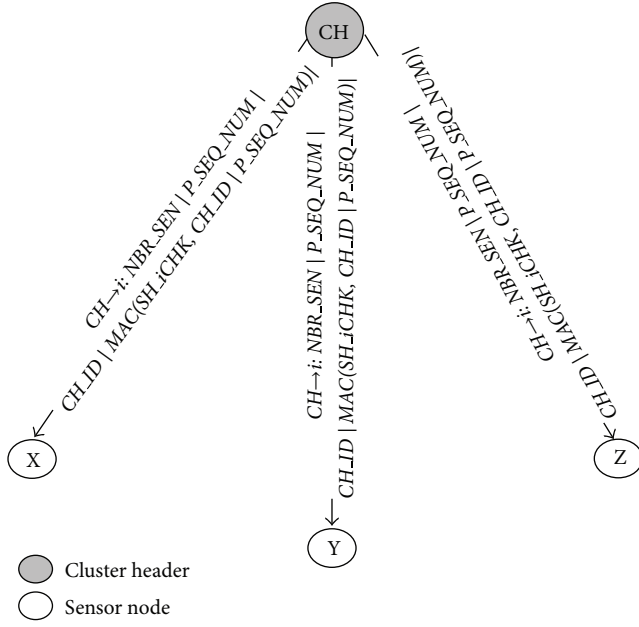 CH
CH→i: NBR_SEN | P_SEQ_NUM |
CH_ID | MAC(SH_iCHK, CH_ID | P_SEQ_NUM)|
CH→i: NBR_SEN | P_SEQ_NUM |
CH_ID | MAC(SH_iCHK, CH_ID | P_SEQ_NUM)|
CH→i: NBR_SEN | P_SEQ_NUM |
CH_ID | MAC(SH_iCHK, CH_ID | P_SEQ_NUM)|
X
Y
Z
Cluster header
Sensor node